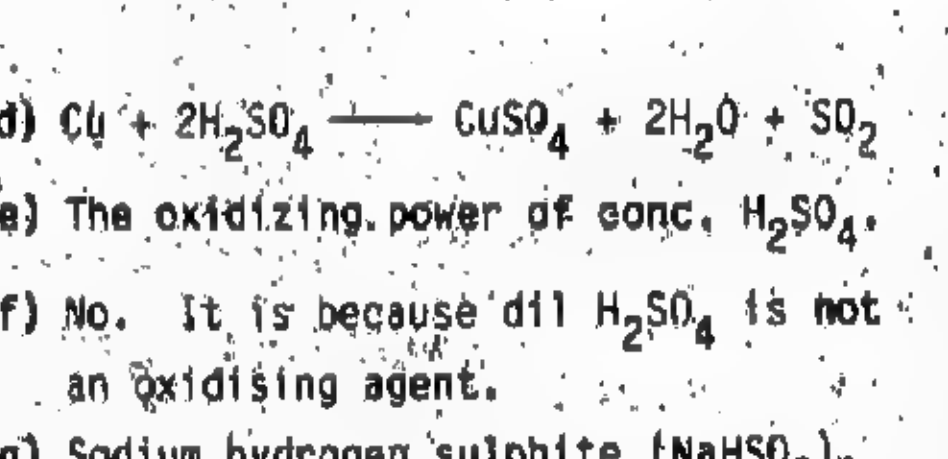 d) Cu + 2H₂SO₄ ⟶ CuSO₄ + 2H₂O + SO₂
e) The oxidizing power of conc. H₂SO₄.
f) No. It is because dil H₂SO₄ is not
an oxidising agent.
g) Sodium hydrogen sulphite (NaHSO₃).